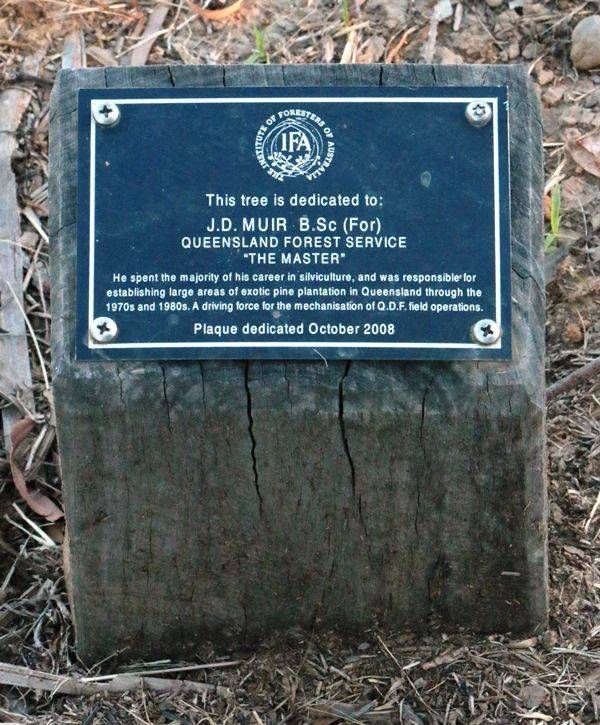 THE INSTITUTE OF FORESTERS OF AUSTRALIA
IFA
This tree is dedicated to:
J.D. MUIR B.Sc (For)
QUEENSLAND FOREST SERVICE
"THE MASTER"
He spent the majority of his career in silviculture, and was responsible for
establishing large areas of exotic pine plantation in Queensland through the
1970s and 1980s. A driving force for the mechanisation of Q.D.F. field operations.
Plaque dedicated October 2008